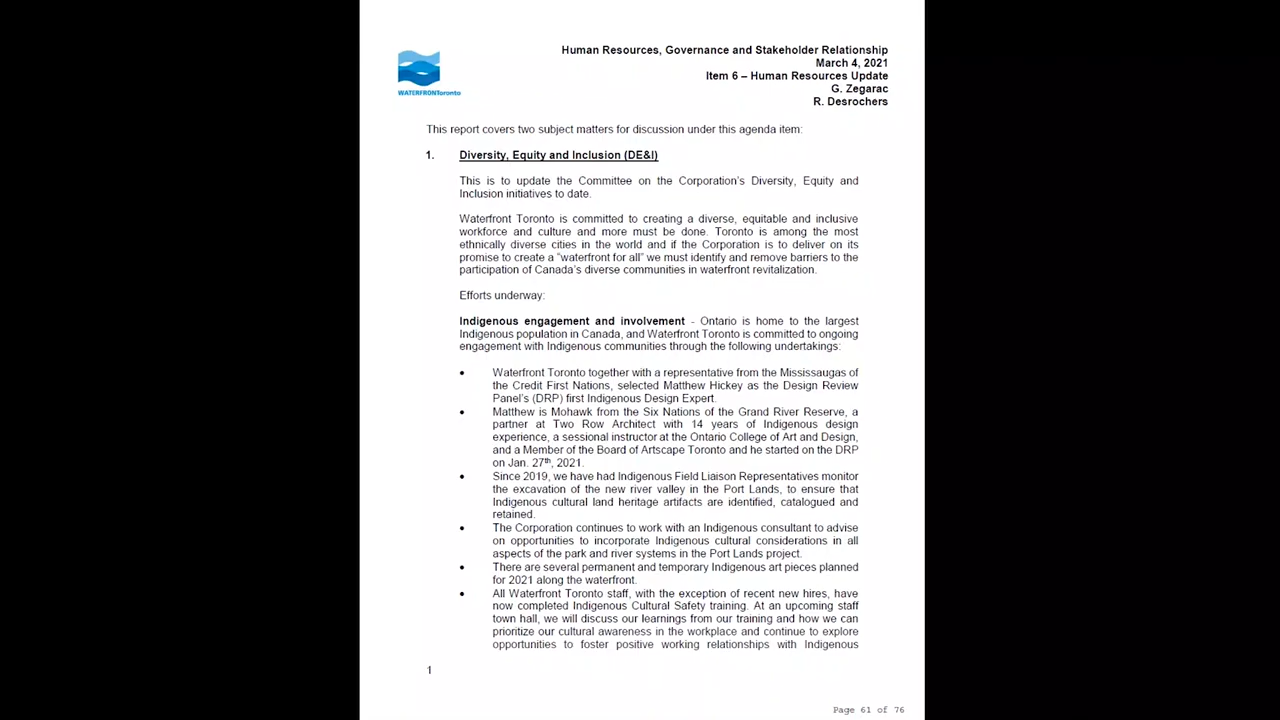 WATERFRONToronto
Human Resources, Governance and Stakeholder Relationship
March 4, 2021
Item 6 – Human Resources Update
G. Zegarac
R. Desrochers
This report covers two subject matters for discussion under this agenda item:
1. Diversity, Equity and Inclusion (DE&I)
This is to update the Committee on the Corporation's Diversity, Equity and
Inclusion initiatives to date.
Waterfront Toronto is committed to creating a diverse, equitable and inclusive
workforce and culture and more must be done. Toronto is among the most
ethnically diverse cities in the world and if the Corporation is to deliver on its
promise to create a "waterfront for all" we must identify and remove barriers to the
participation of Canada's diverse communities in waterfront revitalization.
Efforts underway:
Indigenous engagement and involvement - Ontario is home to the largest
Indigenous population in Canada, and Waterfront Toronto is committed to ongoing
engagement with Indigenous communities through the following undertakings:
• Waterfront Toronto together with a representative from the Mississaugas of
the Credit First Nations, selected Matthew Hickey as the Design Review
Panel's (DRP) first Indigenous Design Expert.
• Matthew is Mohawk from the Six Nations of the Grand River Reserve, a
partner at Two Row Architect with 14 years of Indigenous design
experience, a sessional instructor at the Ontario College of Art and Design,
and a Member of the Board of Artscape Toronto and he started on the DRP
on Jan. 27th, 2021.
• Since 2019, we have had Indigenous Field Liaison Representatives monitor
the excavation of the new river valley in the Port Lands, to ensure that
Indigenous cultural land heritage artifacts are identified, catalogued and
retained.
• The Corporation continues to work with an Indigenous consultant to advise
on opportunities to incorporate Indigenous cultural considerations in all
aspects of the park and river systems in the Port Lands project.
• There are several permanent and temporary Indigenous art pieces planned
for 2021 along the waterfront.
• All Waterfront Toronto staff, with the exception of recent new hires, have
now completed Indigenous Cultural Safety training. At an upcoming staff
town hall, we will discuss our learnings from our training and how we can
prioritize our cultural awareness in the workplace and continue to explore
opportunities to foster positive working relationships with Indigenous
1
Page 61 of 76